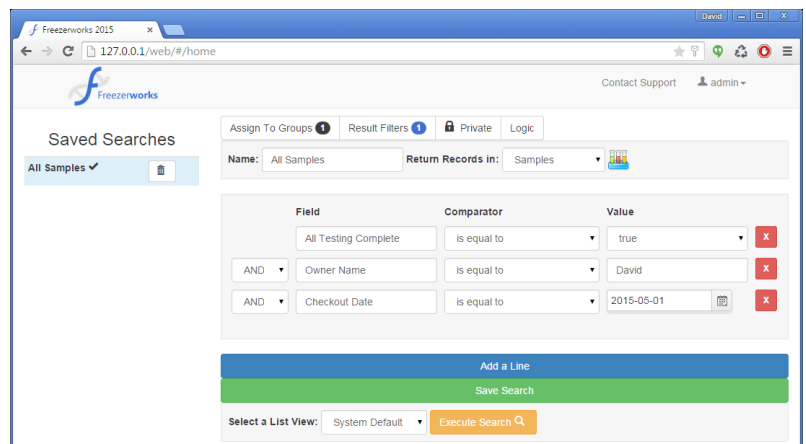 David
Freezerworks 2015
127.0.0.1/web/#/home
Freezerworks
Contact Support admin
Saved Searches
All Samples
Assign To Groups 1 Result Filters 1 Private Logic
Name: All Samples Return Records in: Samples
Field Comparator Value
All Testing Complete is equal to true X
AND Owner Name is equal to David X
AND Checkout Date is equal to 2015-05-01 X
Add a Line
Save Search
Select a List View: System Default Execute Search